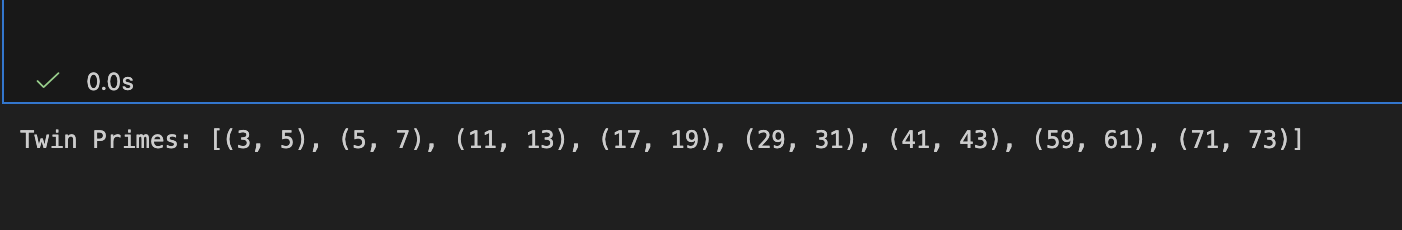 0.0s
Twin Primes: [(3, 5), (5, 7), (11, 13), (17, 19), (29, 31), (41, 43), (59, 61), (71, 73)]